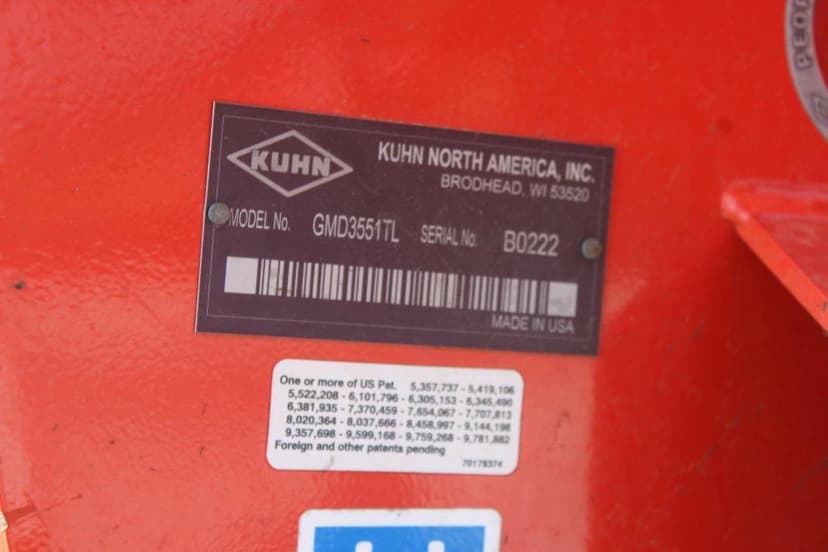 KUHN
KUHN NORTH AMERICA, INC.
BRODHEAD, WI 53520
MODEL No. GMD3551TL SERIAL No. B0222
MADE IN USA
One or more of US Pat. 5,357,737 - 5,419,106
5,522,208 - 6,101,796 - 6,305,153 - 6,345,490
6,381,935 - 7,370,459 - 7,654,067 - 7,707,813
8,020,364 - 8,037,666 - 8,458,997 - 9,144,198
9,357,698 - 9,599,168 - 9,759,268 - 9,781,882
Foreign and other patents pending
70178374